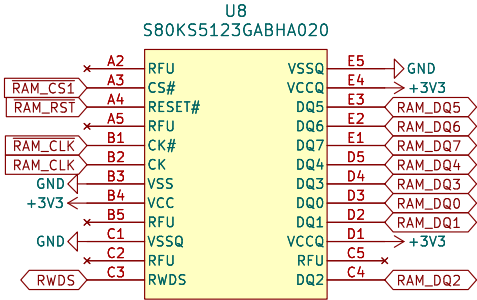 U8
S80KS5123GABHA020
A2 RFU VSSQ E5 GND
RAM_CS1 A3 CS# VCCQ E4 +3V3
RAM_RST A4 RESET# DQ5 E3 RAM_DQ5
A5 RFU DQ6 E2 RAM_DQ6
RAM_CLK B1 CK# DQ7 E1 RAM_DQ7
RAM_CLK B2 CK DQ4 D5 RAM_DQ4
GND B3 VSS DQ3 D4 RAM_DQ3
+3V3 B4 VCC DQ0 D3 RAM_DQ0
B5 RFU DQ1 D2 RAM_DQ1
GND C1 VSSQ VCCQ D1 +3V3
C2 RFU RFU C5
RWDS C3 RWDS DQ2 C4 RAM_DQ2